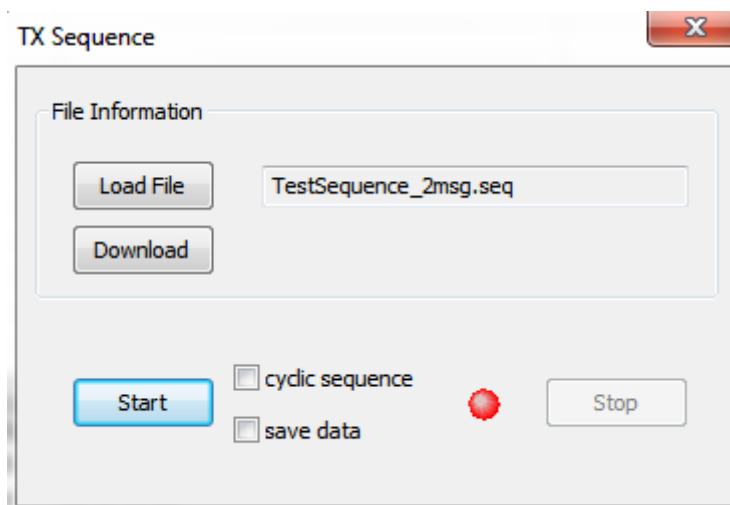 TX Sequence
File Information
Load File
TestSequence_2msg.seq
Download
Start
cyclic sequence
save data
Stop